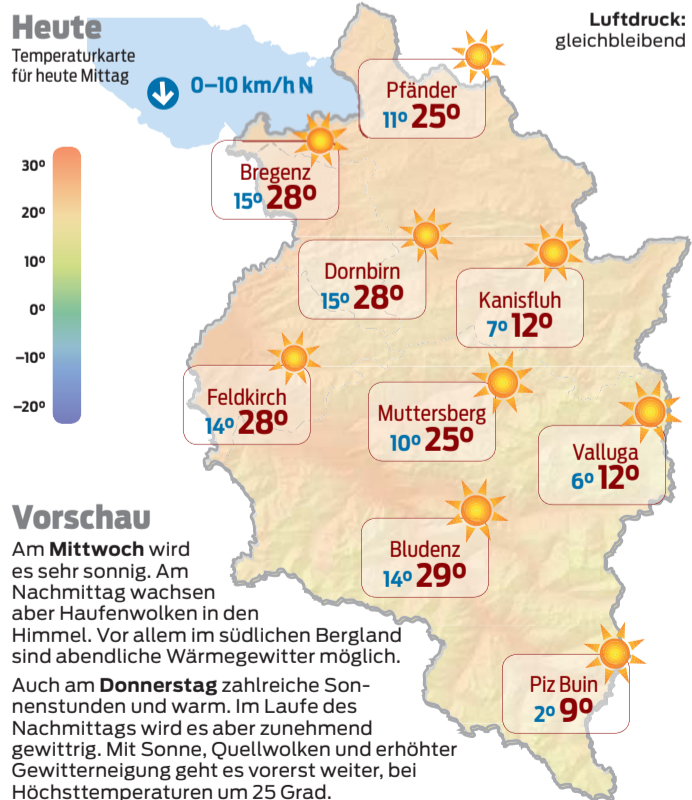 Heute
Temperaturkarte
für heute Mittag
0–10 km/h N
Luftdruck:
gleichbleibend
30°
20°
10°
0°
–10°
–20°
Pfänder
11° 25°
Bregenz
15° 28°
Dornbirn
15° 28°
Kanisfluh
7° 12°
Feldkirch
14° 28°
Muttersberg
10° 25°
Valluga
6° 12°
Bludenz
14° 29°
Piz Buin
2° 9°
Vorschau
Am Mittwoch wird
es sehr sonnig. Am
Nachmittag wachsen
aber Haufenwolken in den
Himmel. Vor allem im südlichen Bergland
sind abendliche Wärmegewitter möglich.
Auch am Donnerstag zahlreiche Son-
nenstunden und warm. Im Laufe des
Nachmittags wird es aber zunehmend
gewittrig. Mit Sonne, Quellwolken und erhöhter
Gewitterneigung geht es vorerst weiter, bei
Höchsttemperaturen um 25 Grad.